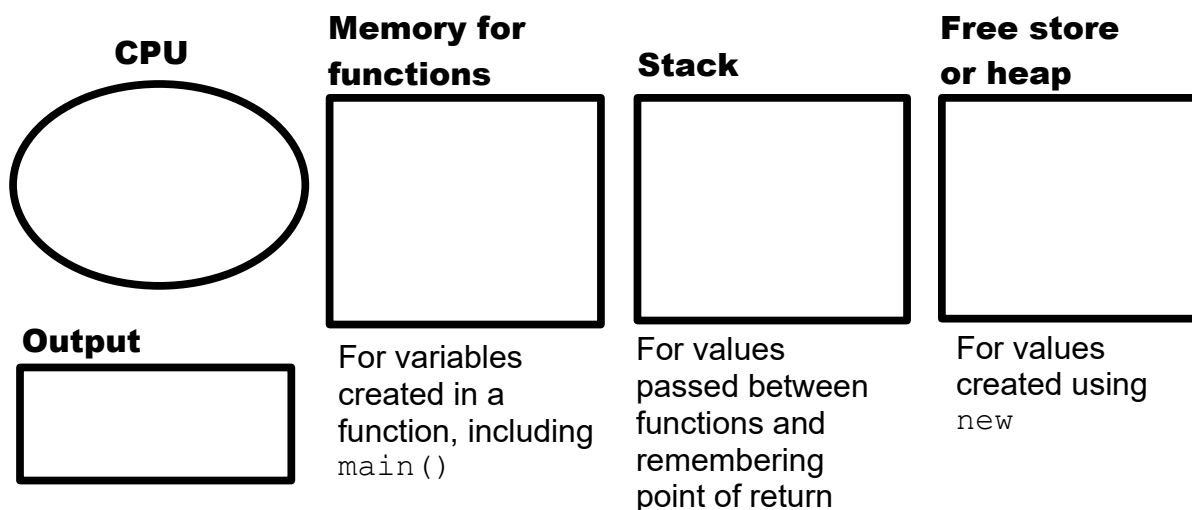 CPU
Memory for
functions
Stack
Free store
or heap
Output
For variables
created in a
function, including
main()
For values
passed between
functions and
remembering
point of return
For values
created using
new